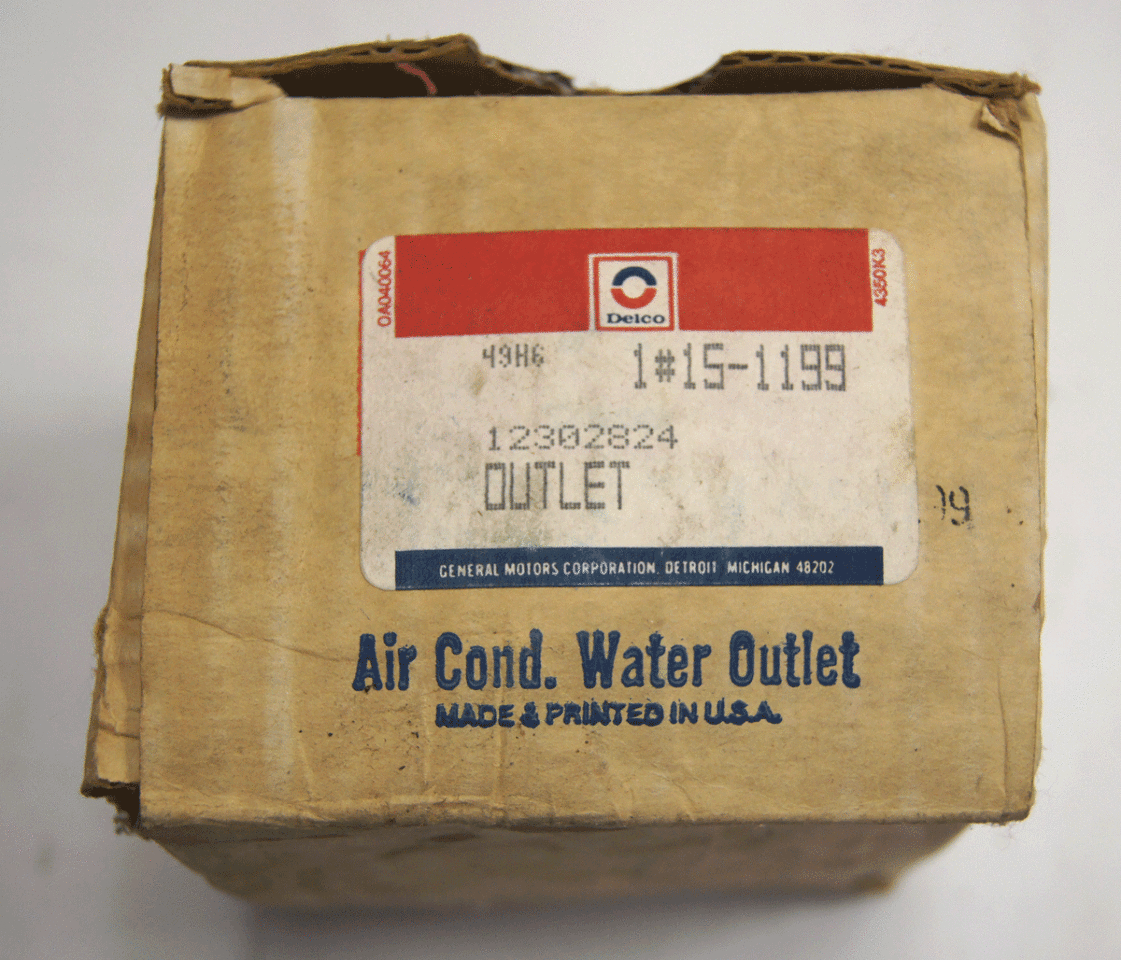 OA040064
4350K3
Delco
49H6 1#15-1199
12302824
OUTLET
GENERAL MOTORS CORPORATION, DETROIT MICHIGAN 48202
Air Cond. Water Outlet
MADE & PRINTED IN U.S.A.